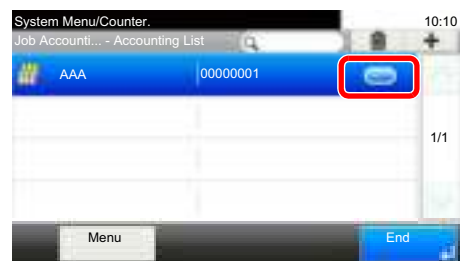 System Menu/Counter. 10:10
Job Accounti... - Accounting List
AAA 00000001
1/1
Menu End